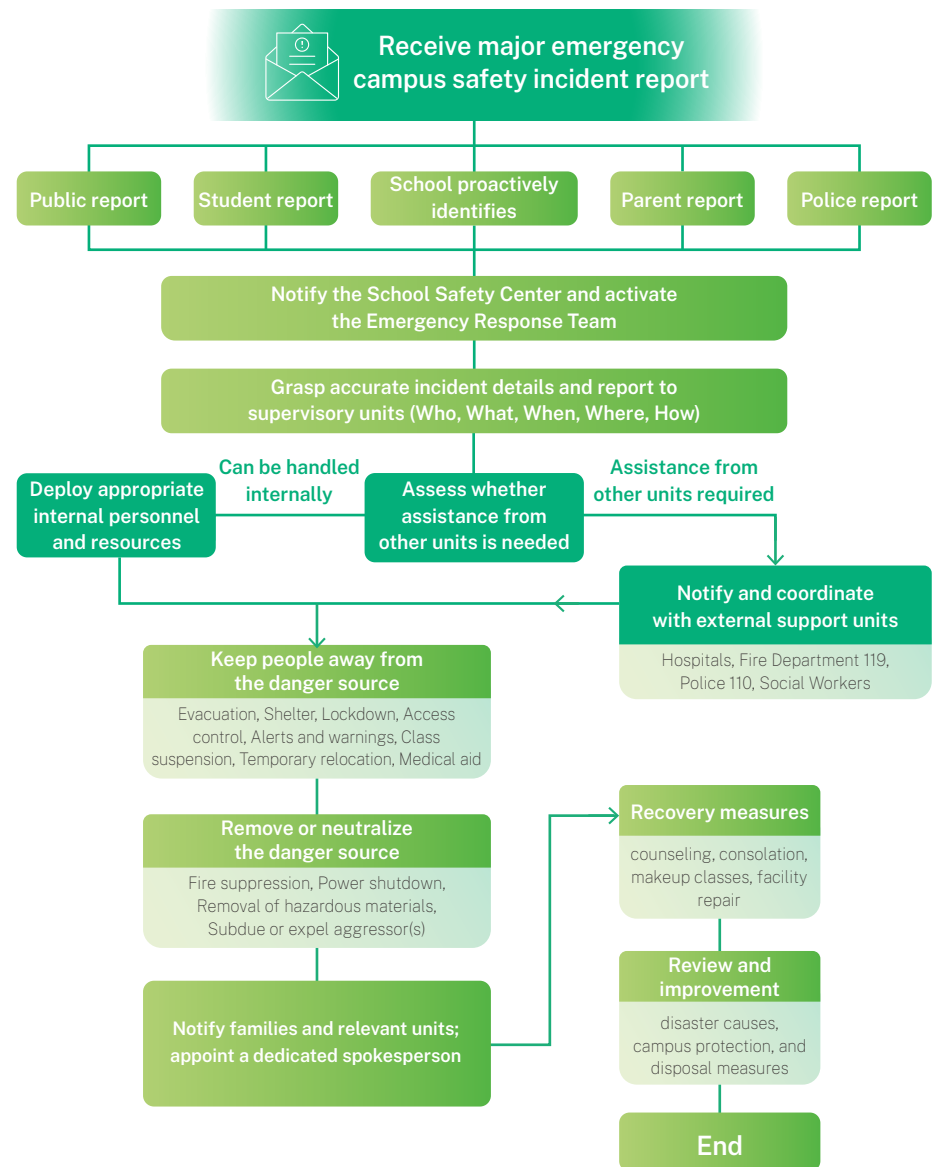 Receive major emergency
campus safety incident report
Public report
Student report
School proactively
identifies
Parent report
Police report
Notify the School Safety Center and activate
the Emergency Response Team
Grasp accurate incident details and report to
supervisory units (Who, What, When, Where, How)
Deploy appropriate
internal personnel
and resources
Can be handled
internally
Assess whether
assistance from
other units is needed
Assistance from
other units required
Notify and coordinate
with external support units
Hospitals, Fire Department 119,
Police 110, Social Workers
Keep people away from
the danger source
Evacuation, Shelter, Lockdown, Access
control, Alerts and warnings, Class
suspension, Temporary relocation, Medical aid
Remove or neutralize
the danger source
Fire suppression, Power shutdown,
Removal of hazardous materials,
Subdue or expel aggressor(s)
Notify families and relevant units;
appoint a dedicated spokesperson
Recovery measures
counseling, consolation,
makeup classes, facility
repair
Review and
improvement
disaster causes,
campus protection, and
disposal measures
End